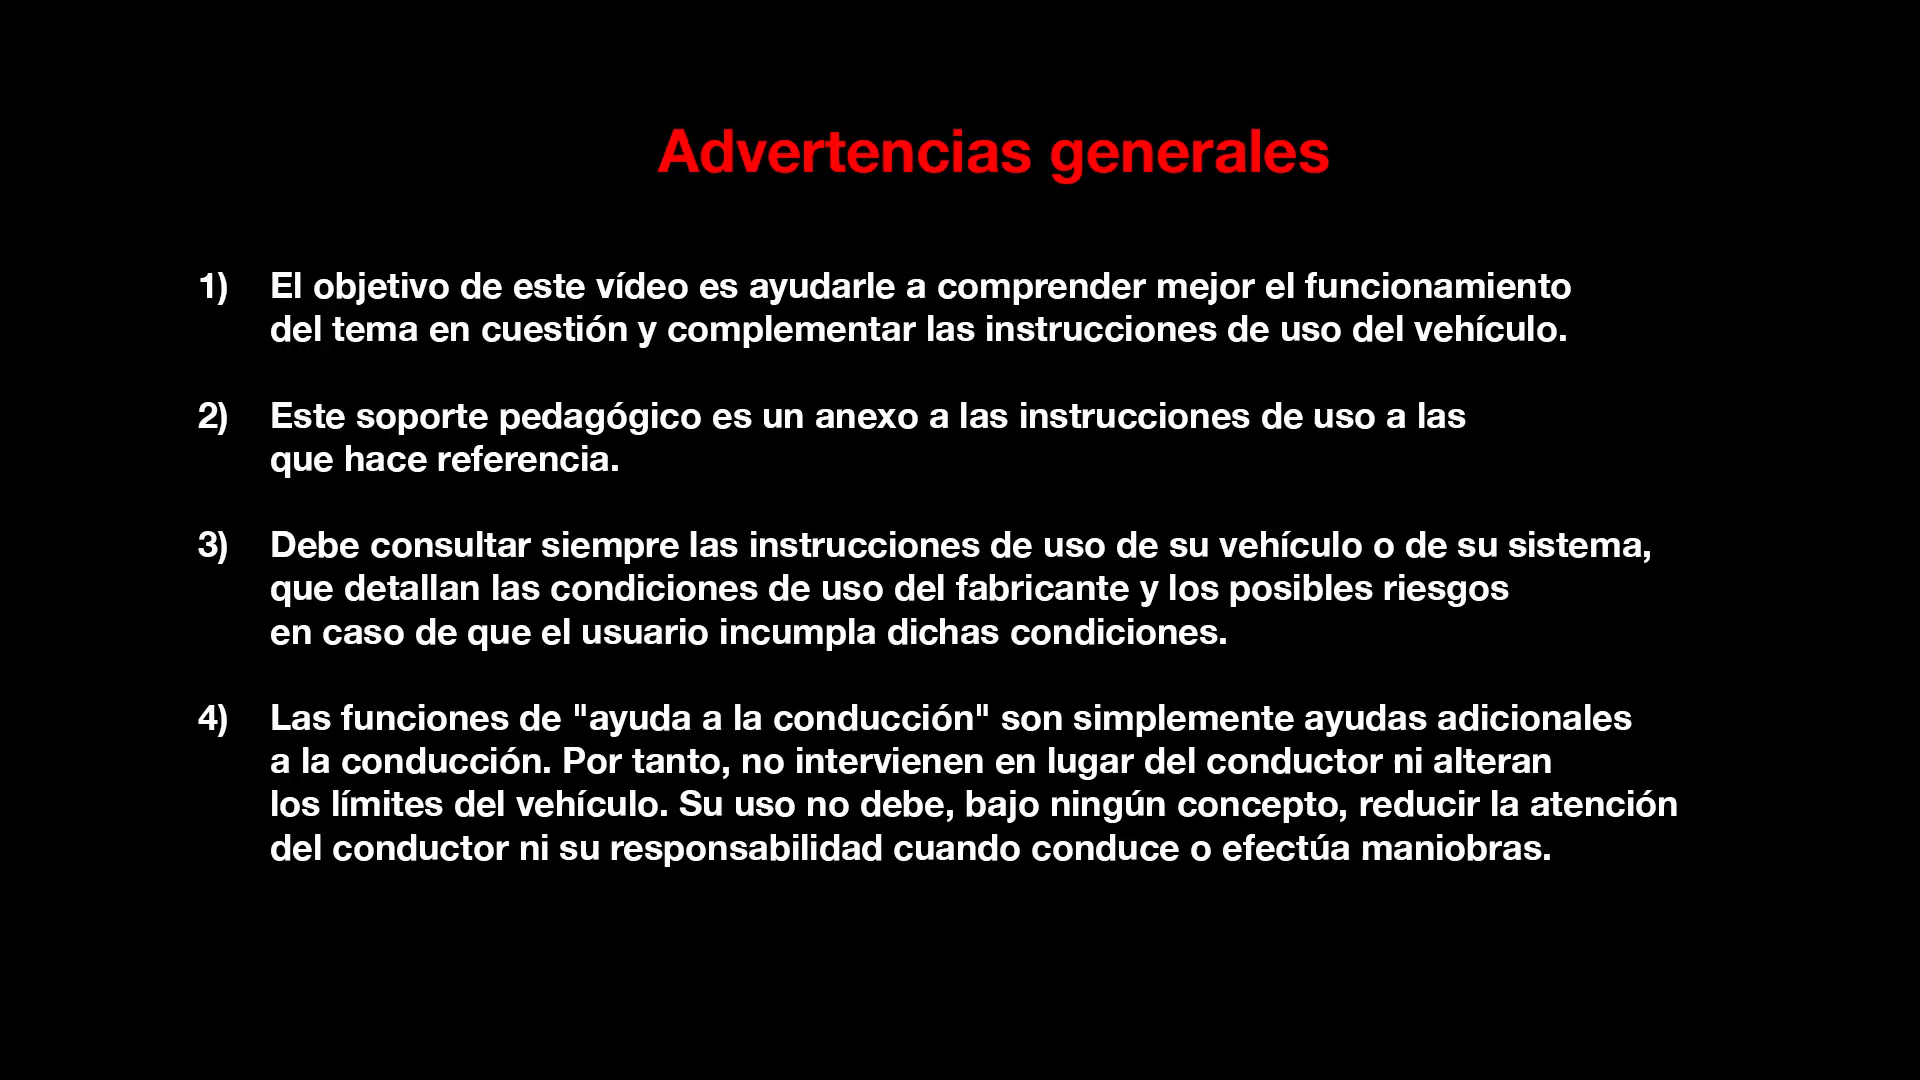 Advertencias generales
1) El objetivo de este vídeo es ayudarle a comprender mejor el funcionamiento
del tema en cuestión y complementar las instrucciones de uso del vehículo.
2) Este soporte pedagógico es un anexo a las instrucciones de uso a las
que hace referencia.
3) Debe consultar siempre las instrucciones de uso de su vehículo o de su sistema,
que detallan las condiciones de uso del fabricante y los posibles riesgos
en caso de que el usuario incumpla dichas condiciones.
4) Las funciones de "ayuda a la conducción" son simplemente ayudas adicionales
a la conducción. Por tanto, no intervienen en lugar del conductor ni alteran
los límites del vehículo. Su uso no debe, bajo ningún concepto, reducir la atención
del conductor ni su responsabilidad cuando conduce o efectúa maniobras.